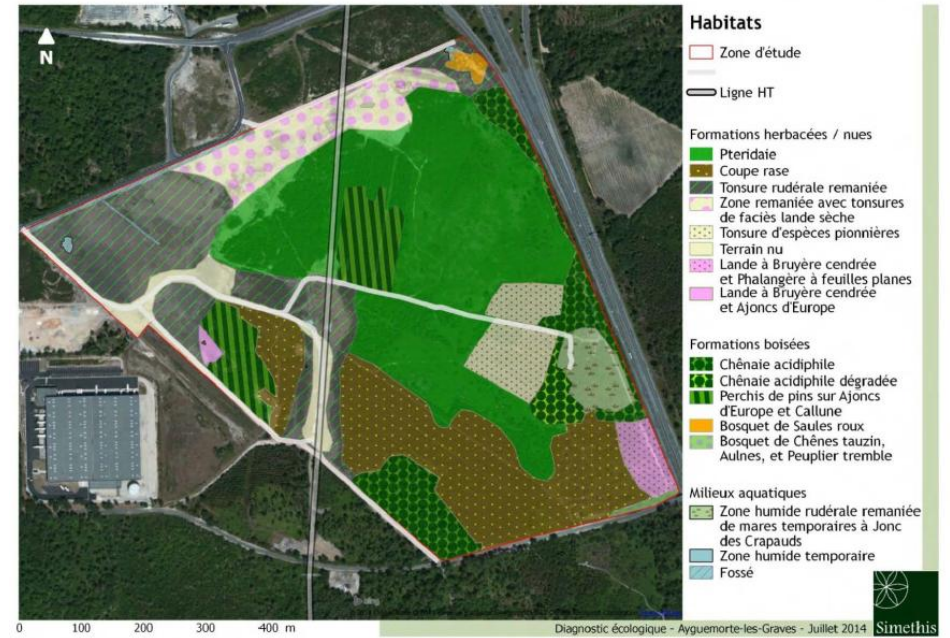 N
Habitats
Zone d'étude
Ligne HT
Formations herbacées / nues
Pteridaie
Coupe rase
Tonsure rudérale remaniée
Zone remaniée avec tonsures
de faciès lande sèche
Tonsure d'espèces pionnières
Terrain nu
Lande à Bruyère cendrée
et Phalangère à feuilles planes
Lande à Bruyère cendrée
et Ajoncs d'Europe
Formations boisées
Chênaie acidiphile
Chênaie acidiphile dégradée
Perchis de pins sur Ajoncs
d'Europe et Callune
Bosquet de Saules roux
Bosquet de Chênes tauzin,
Aulnes, et Peuplier tremble
Milieux aquatiques
Zone humide rudérale remaniée
de mares temporaires à Jonc
des Crapauds
Zone humide temporaire
Fossé
0 100 200 300 400 m
Diagnostic écologique - Ayguemorte-les-Graves - Juillet 2014
Simethis